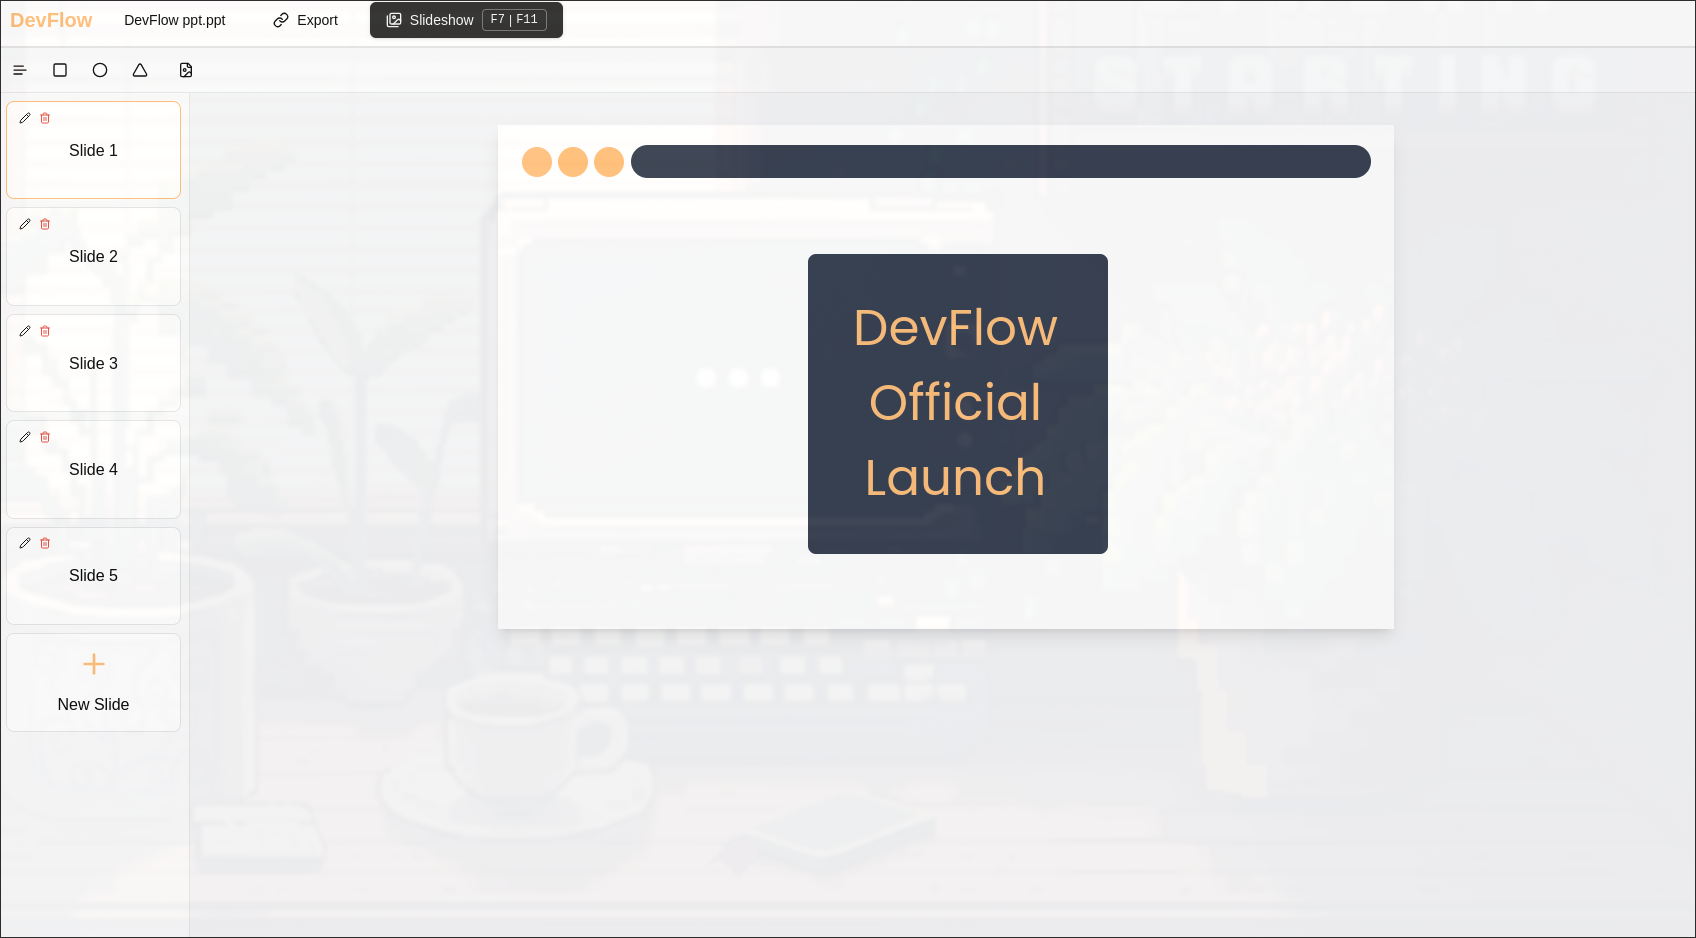 DevFlow
DevFlow ppt.ppt
Export
Slideshow F7 | F11
STARTING
Slide 1
Slide 2
Slide 3
Slide 4
Slide 5
New Slide
DevFlow
Official
Launch